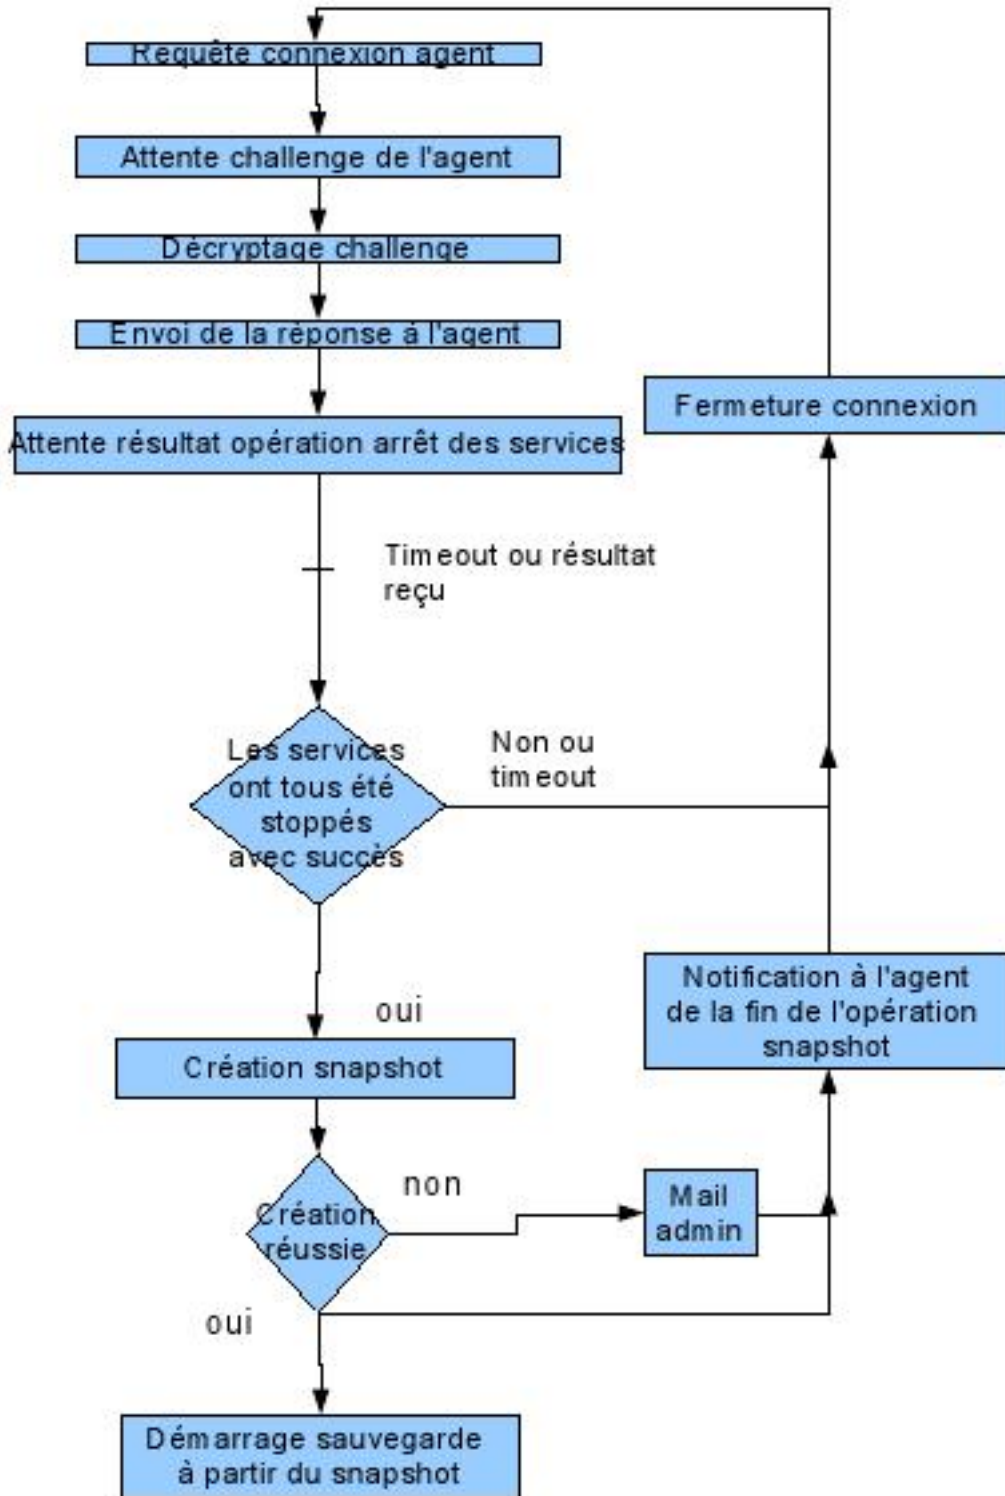 Requête connexion agent
Attente challenge de l'agent
Décryptage challenge
Envoi de la réponse à l'agent
Fermeture connexion
Attente résultat opération arrêt des services
Timeout ou résultat
reçu
Les services
ont tous été
stoppés
avec succès
Non ou
timeout
Notification à l'agent
de la fin de l'opération
snapshot
oui
Création snapshot
non
Mail
admin
Création
réussie
oui
Démarrage sauvegarde
à partir du snapshot